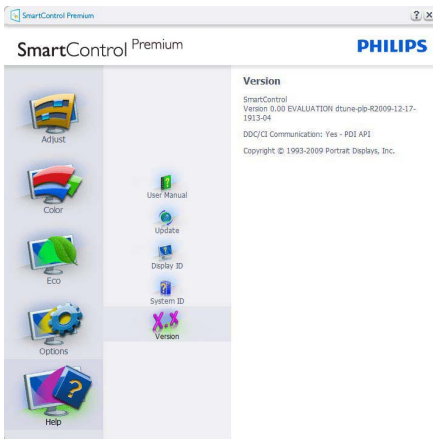 SmartControl Premium
SmartControl Premium
PHILIPS
Adjust
Color
Eco
Options
Help
User Manual
Update
Display ID
System ID
X.X
Version
Version
SmartControl
Version 0.00 EVALUATION dtune-plp-R2009-12-17-
1913-04
DDC/CI Communication: Yes - PDI API
Copyright © 1993-2009 Portrait Displays, Inc.